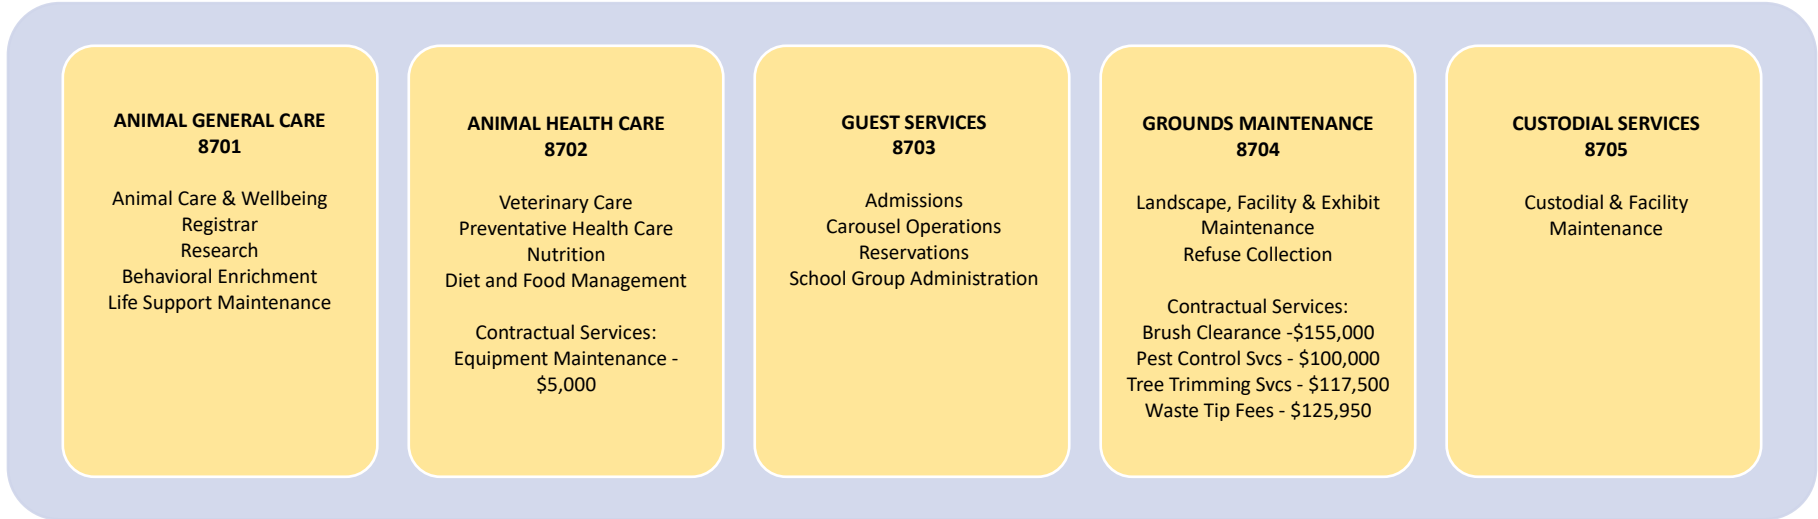 ANIMAL GENERAL CARE
8701
Animal Care & Wellbeing
Registrar
Research
Behavioral Enrichment
Life Support Maintenance
ANIMAL HEALTH CARE
8702
Veterinary Care
Preventative Health Care
Nutrition
Diet and Food Management
Contractual Services:
Equipment Maintenance -
$5,000
GUEST SERVICES
8703
Admissions
Carousel Operations
Reservations
School Group Administration
GROUNDS MAINTENANCE
8704
Landscape, Facility & Exhibit
Maintenance
Refuse Collection
Contractual Services:
Brush Clearance -$155,000
Pest Control Svcs - $100,000
Tree Trimming Svcs - $117,500
Waste Tip Fees - $125,950
CUSTODIAL SERVICES
8705
Custodial & Facility
Maintenance